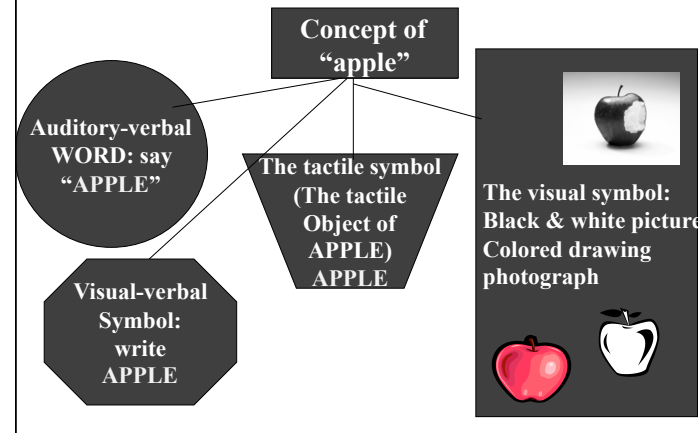 Concept of
“apple”
Auditory-verbal
WORD: say
“APPLE”
The tactile symbol
(The tactile
Object of
APPLE)
APPLE
The visual symbol:
Black & white picture
Colored drawing
photograph
Visual-verbal
Symbol:
write
APPLE